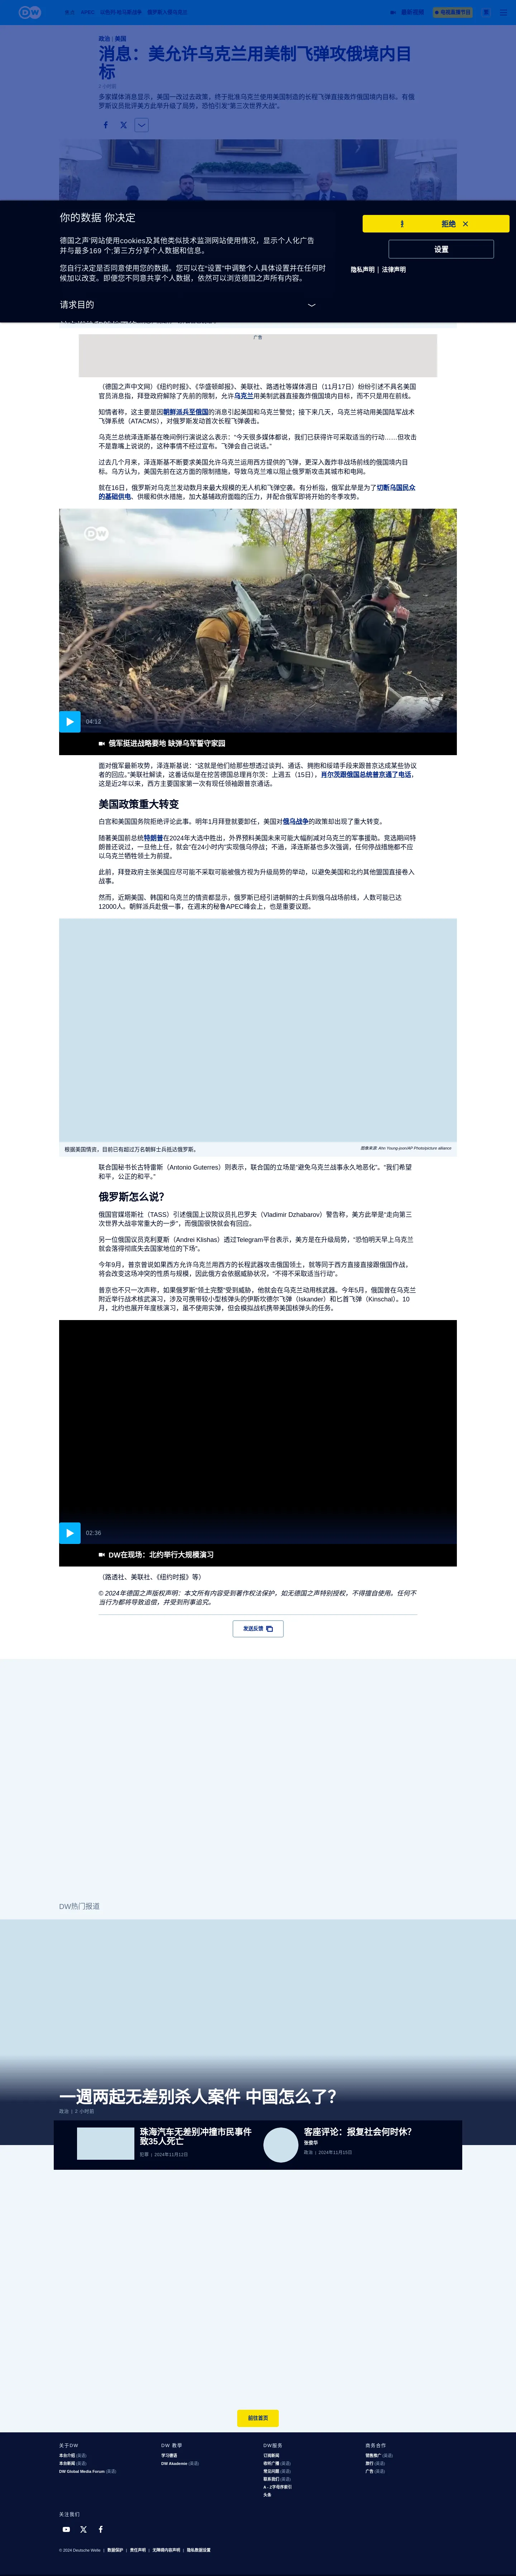 政治 | 美国
消息：美允许乌克兰用美制飞弹攻俄境内目
标
多家媒体消息显示，美国一改过去政策，终于批准乌克兰使用美国制造的长程飞弹直接轰炸俄国境内目标。有俄
罗斯议员批评美方此举升级了局势，恐怕引发“第三次世界大战”。
你的数据 你决定
拒绝
德国之声'网站使用cookies及其他类似技术监测网站使用情况，显示个人化广告
并与最多169 个;第三方分享个人数据和信息。
设置
您自行决定是否同意使用您的数据。您可以在“设置”中调整个人具体设置并在任何时
候加以改变。即便您不同意共享个人数据，依然可以浏览德国之声所有内容。
隐私声明 | 法律声明
请求目的
广告
（德国之声中文网）《纽约时报》、《华盛顿邮报》、美联社、路透社等媒体週日（11月17日）纷纷引述不具名美国
官员消息指，拜登政府解除了先前的限制，允许乌克兰用美制武器直接轰炸俄国境内目标，而不只是用在前线。
知情者称，这主要是因朝鲜派兵至俄国的消息引起美国和乌克兰警觉；接下来几天，乌克兰将动用美国陆军战术
飞弹系统（ATACMS），对俄罗斯发动首次长程飞弹袭击。
乌克兰总统泽连斯基在晚间例行演说这么表示：“今天很多媒体都说，我们已获得许可采取适当的行动……但攻击
不是靠嘴上说说的，这种事情不经过宣布。飞弹会自己说话。”
过去几个月来，泽连斯基不断要求美国允许乌克兰运用西方提供的飞弹，更深入轰炸非战场前线的俄国境内目
标。乌方认为，美国先前在这方面的限制措施，导致乌克兰难以阻止俄罗斯攻击其城市和电网。
就在16日，俄罗斯对乌克兰发动数月来最大规模的无人机和飞弹空袭。有分析指，俄军此举是为了切断乌国民众
的基础供电、供暖和供水措施，加大基辅政府面临的压力，并配合俄军即将开始的冬季攻势。
DW
04:12
俄军挺进战略要地 缺弹乌军誓守家园
面对俄军最新攻势，泽连斯基说：“这就是他们给那些想透过谈判、通话、拥抱和绥靖手段来跟普京达成某些协议
者的回应。”美联社解读，这番话似是在挖苦德国总理肖尔茨：上週五（15日），肖尔茨跟俄国总统普京通了电话，
这是近2年以来，西方主要国家第一次有现任领袖跟普京通话。
美国政策重大转变
白宫和美国国务院拒绝评论此事。明年1月拜登就要卸任，美国对俄乌战争的政策却出现了重大转变。
随著美国前总统特朗普在2024年大选中胜出，外界预料美国未来可能大幅削减对乌克兰的军事援助。竞选期间特
朗普还说过，一旦他上任，就会“在24小时内”实现俄乌停战；不過，泽连斯基也多次强调，任何停战措施都不应
以乌克兰牺牲领土为前提。
此前，拜登政府主张美国应尽可能不采取可能被俄方视为升级局势的举动，以避免美国和北约其他盟国直接卷入
战事。
然而，近期美国、韩国和乌克兰的情资都显示，俄罗斯已经引进朝鲜的士兵到俄乌战场前线，人数可能已达
12000人。朝鲜派兵赴俄一事，在週末的秘鲁APEC峰会上，也是重要议题。
根据美国情资，目前已有超过万名朝鲜士兵抵达俄罗斯。
图像来源: Ahn Young-joon/AP Photo/picture alliance
联合国秘书长古特雷斯（Antonio Guterres）则表示，联合国的立场是“避免乌克兰战事永久地恶化”。“我们希望
和平，公正的和平。”
俄罗斯怎么说？
俄国官媒塔斯社（TASS）引述俄国上议院议员扎巴罗夫（Vladimir Dzhabarov）警告称，美方此举是“走向第三
次世界大战非常重大的一步”，而俄国很快就会有回应。
另一位俄国议员克利夏斯（Andrei Klishas）透过Telegram平台表示，美方是在升级局势，“恐怕明天早上乌克兰
就会落得彻底失去国家地位的下场”。
今年9月，普京曾说如果西方允许乌克兰用西方的长程武器攻击俄国领土，就等同于西方直接直接跟俄国作战，
将会改变这场冲突的性质与规模，因此俄方会依据威胁状况，“不得不采取适当行动”。
普京也不只一次声称，如果俄罗斯“领土完整”受到威胁，他就会在乌克兰动用核武器。今年5月，俄国曾在乌克兰
附近举行战术核武演习，涉及可携带较小型核弹头的伊斯坎德尔飞弹（Iskander）和匕首飞弹（Kinschal）。10
月，北约也展开年度核演习，虽不使用实弹，但会模拟战机携带美国核弹头的任务。
02:36
DW在现场：北约举行大规模演习
（路透社、美联社、《纽约时报》等）
© 2024年德国之声版权声明：本文所有内容受到著作权法保护，如无德国之声特别授权，不得擅自使用。任何不
当行为都将导致追偿，并受到刑事追究。
发送反馈
DW热门报道
一週两起无差别杀人案件 中国怎么了？
政治 | 2 小时前
珠海汽车无差别冲撞市民事件
致35人死亡
犯罪 | 2024年11月12日
客座评论：报复社会何时休？
张俊华
政治 | 2024年11月15日
前往首页
关于DW
本台介绍 (英语)
本台新闻 (英语)
DW Global Media Forum (英语)
DW 教学
学习德语
DW Akademie (英语)
DW服务
订阅新闻
收听广播 (英语)
常见问题 (英语)
联系我们 (英语)
A - Z字母序索引
头条
商务合作
销售推广 (英语)
旅行 (英语)
广告 (英语)
关注我们
© 2024 Deutsche Welle | 数据保护 | 责任声明 | 无障碍内容声明 | 隐私数据设置